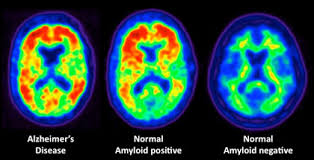 Alzheimer's
Disease
Normal
Amyloid positive
Normal
Amyloid negative